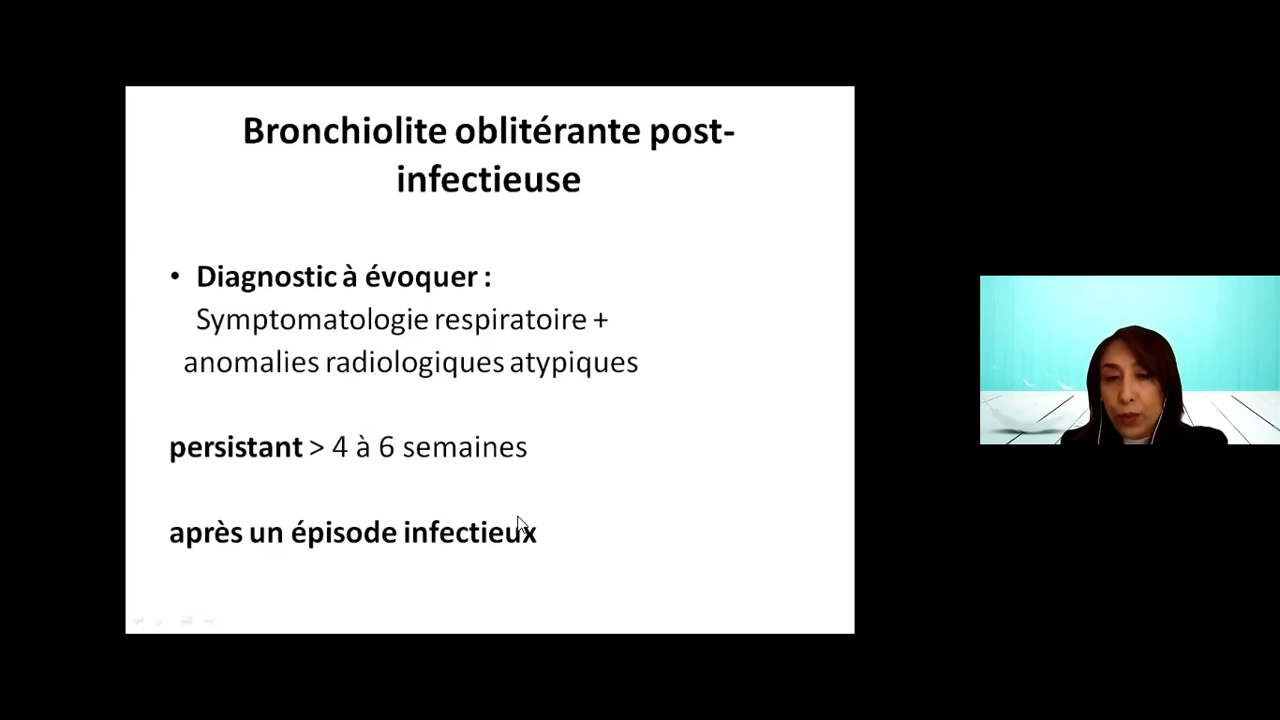 Bronchiolite oblitérante post-
infectieuse
• Diagnostic à évoquer :
Symptomatologie respiratoire +
anomalies radiologiques atypiques
persistant > 4 à 6 semaines
après un épisode infectieux